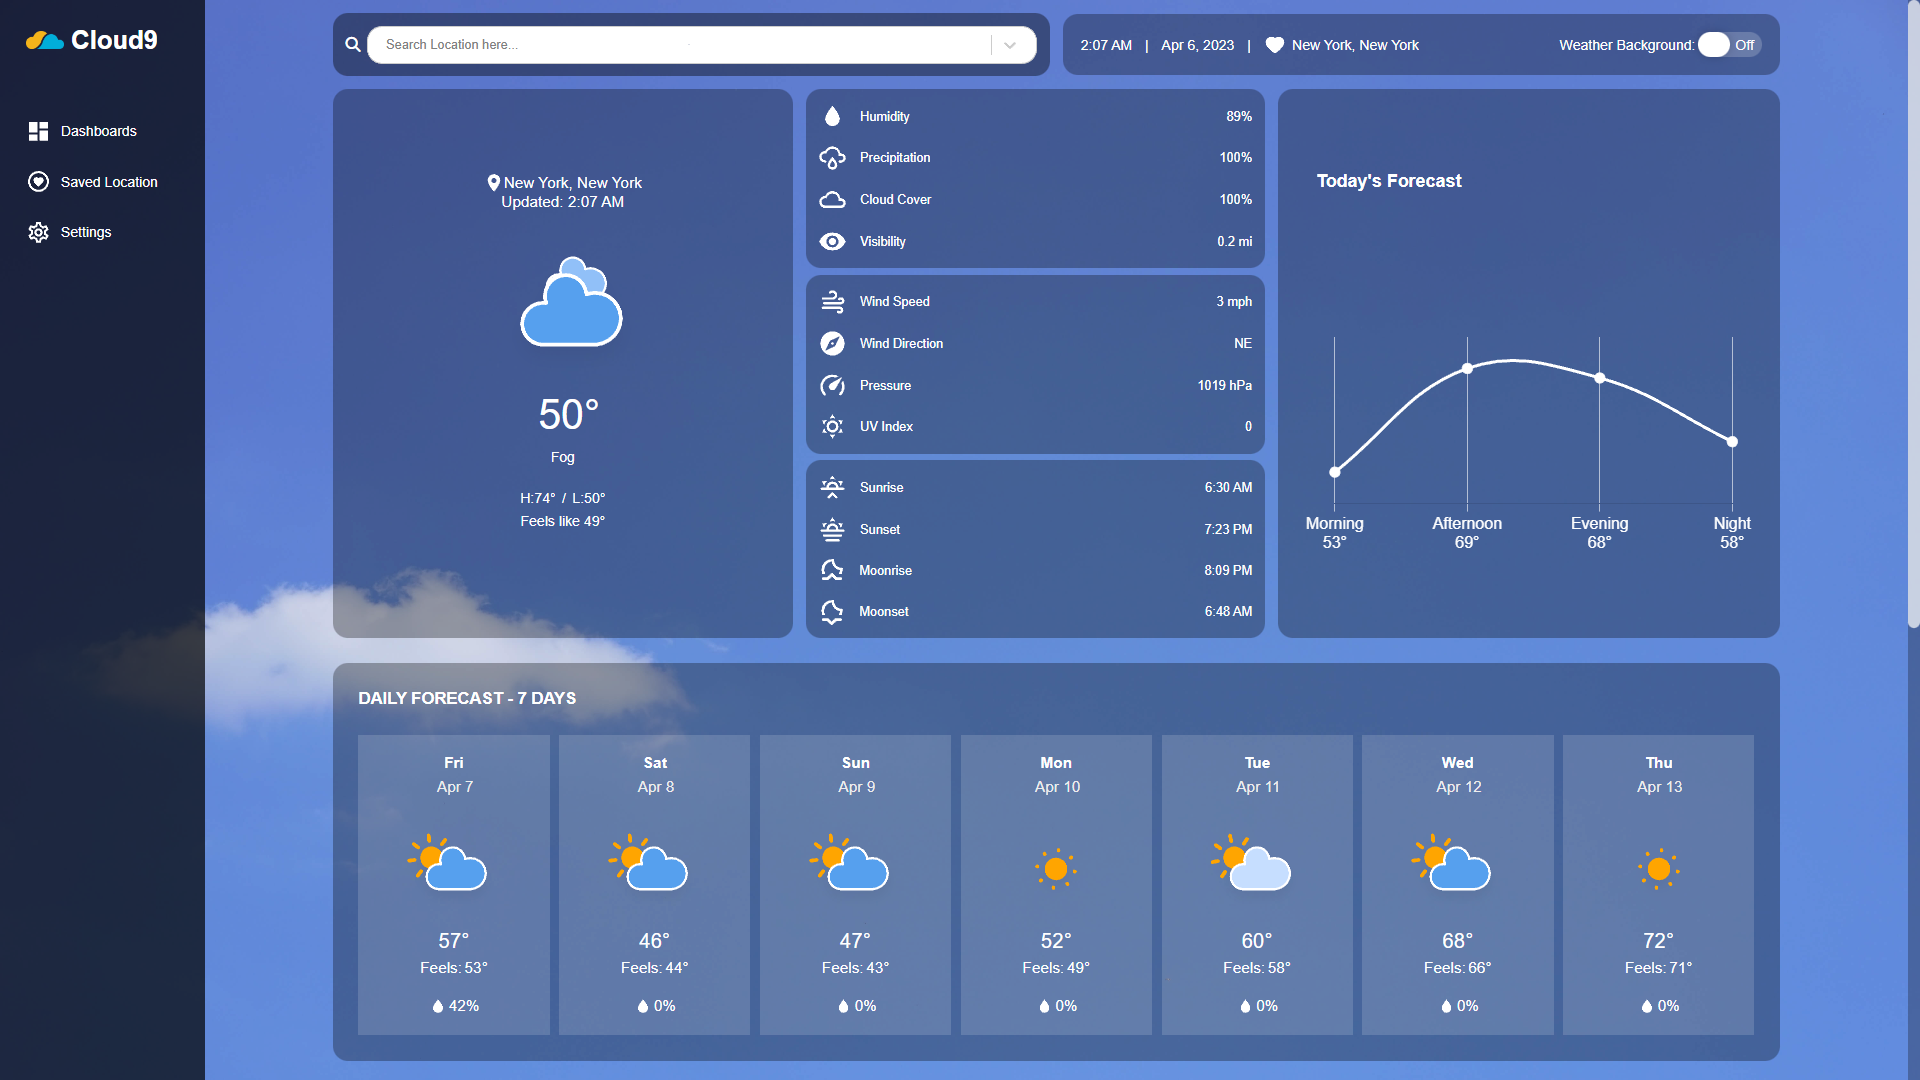 Cloud9
Dashboards
Saved Location
Settings
Search Location here...
2:07 AM | Apr 6, 2023 | New York, New York
Weather Background: Off
New York, New York
Updated: 2:07 AM
50°
Fog
H:74° / L:50°
Feels like 49°
Humidity 89%
Precipitation 100%
Cloud Cover 100%
Visibility 0.2 mi
Wind Speed 3 mph
Wind Direction NE
Pressure 1019 hPa
UV Index 0
Sunrise 6:30 AM
Sunset 7:23 PM
Moonrise 8:09 PM
Moonset 6:48 AM
Today's Forecast
Morning Afternoon Evening Night
53° 69° 68° 58°
DAILY FORECAST - 7 DAYS
Fri
Apr 7
57°
Feels: 53°
42%
Sat
Apr 8
46°
Feels: 44°
0%
Sun
Apr 9
47°
Feels: 43°
0%
Mon
Apr 10
52°
Feels: 49°
0%
Tue
Apr 11
60°
Feels: 58°
0%
Wed
Apr 12
68°
Feels: 66°
0%
Thu
Apr 13
72°
Feels: 71°
0%